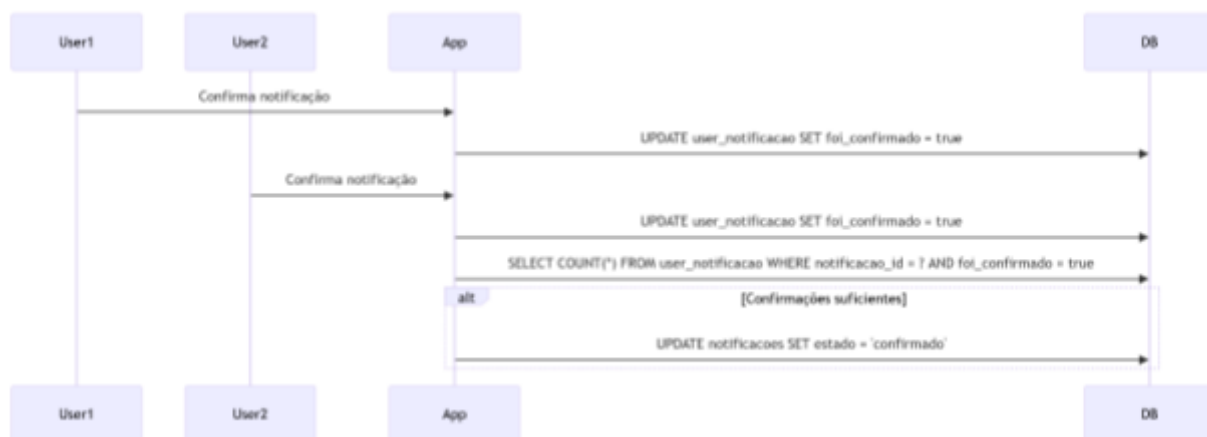 User1
User2
App
DB
Confirma notificação
UPDATE user_notificacao SET foi_confirmado = true
Confirma notificação
UPDATE user_notificacao SET foi_confirmado = true
SELECT COUNT(*) FROM user_notificacao WHERE notificacao_id = ? AND foi_confirmado = true
alt
[Confirmações suficientes]
UPDATE notificacoes SET estado = 'confirmado'
User1
User2
App
DB